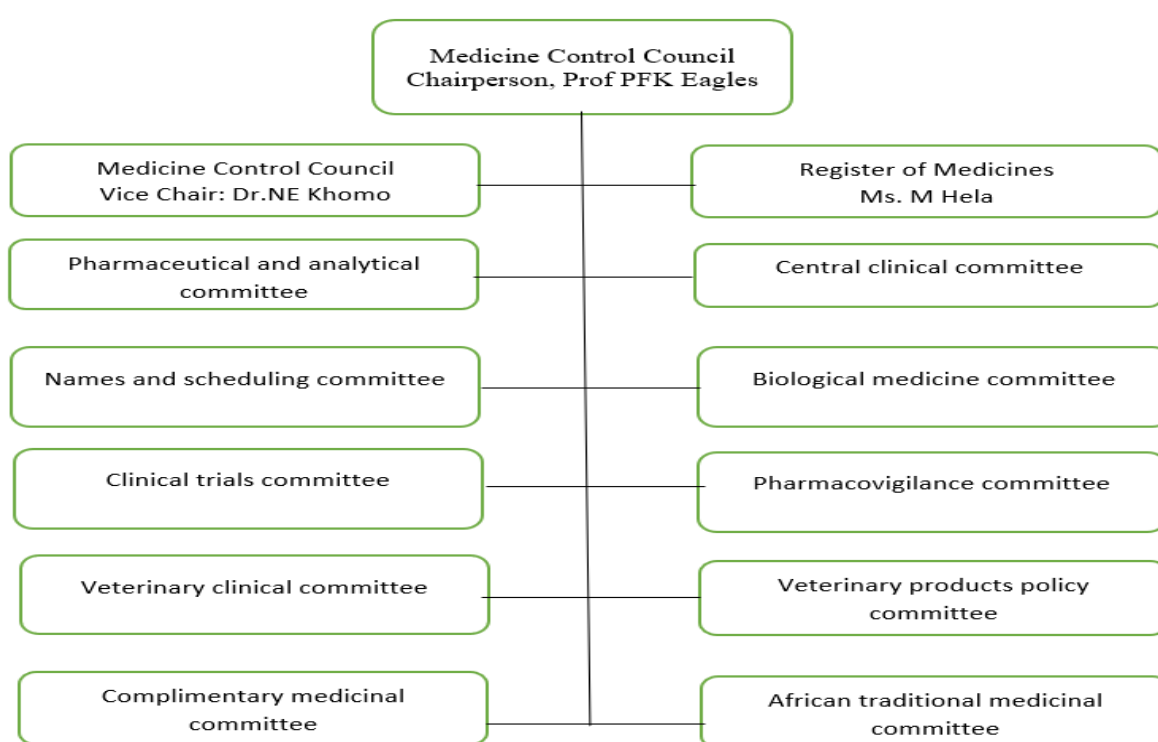 Medicine Control Council
Chairperson, Prof PFK Eagles
Medicine Control Council
Vice Chair: Dr.NE Khomo
Register of Medicines
Ms. M Hela
Pharmaceutical and analytical
committee
Central clinical committee
Names and scheduling committee
Biological medicine committee
Clinical trials committee
Pharmacovigilance committee
Veterinary clinical committee
Veterinary products policy
committee
Complimentary medicinal
committee
African traditional medicinal
committee